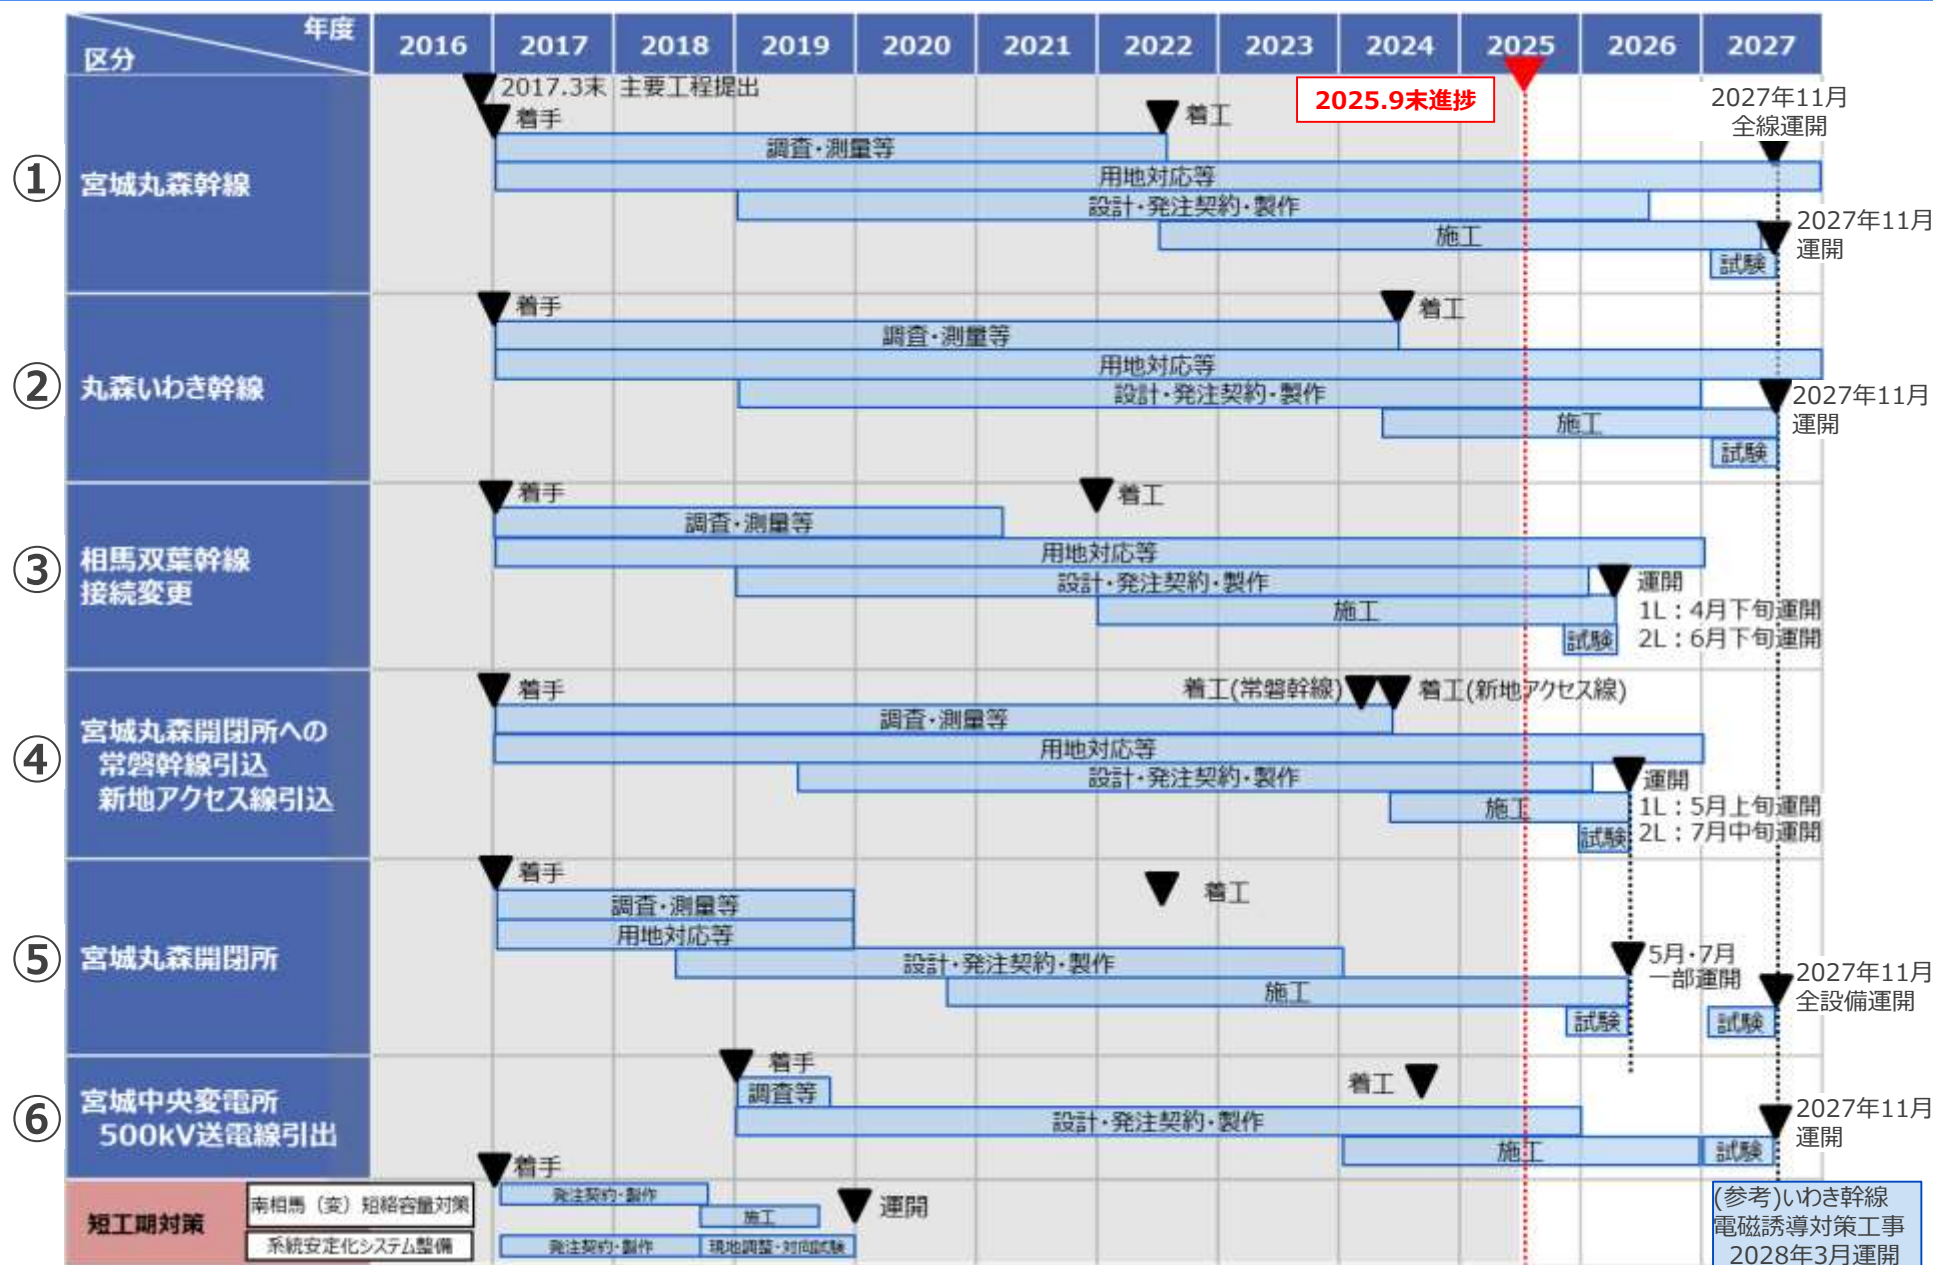 年度
区分
2016 2017 2018 2019 2020 2021 2022 2023 2024 2025 2026 2027
2017.3末 主要工程提出
2025.9末進捗
① 宮城丸森幹線
着手
着工
2027年11月
全線運開
調査・測量等
用地対応等
設計・発注契約・製作
施工
2027年11月
運開
試験
② 丸森いわき幹線
着手
着工
調査・測量等
用地対応等
設計・発注契約・製作
2027年11月
運開
施工
試験
③ 相馬双葉幹線
接続変更
着手
着工
調査・測量等
用地対応等
設計・発注契約・製作
運開
施工
1L：4月下旬運開
試験
2L：6月下旬運開
④ 宮城丸森開閉所への
常磐幹線引込
新地アクセス線引込
着手
着工(常磐幹線)
着工(新地アクセス線)
調査・測量等
用地対応等
設計・発注契約・製作
運開
施工
1L：5月上旬運開
試験
2L：7月中旬運開
⑤ 宮城丸森開閉所
着手
着工
調査・測量等
用地対応等
設計・発注契約・製作
5月・7月
一部運開
施工
2027年11月
全設備運開
試験
試験
⑥ 宮城中央変電所
500kV送電線引出
着手
調査等
着工
設計・発注契約・製作
2027年11月
運開
施工
試験
短工期対策
着手
南相馬（変）短絡容量対策
発注契約・製作
施工
運開
系統安定化システム整備
発注契約・製作
現地調整・対向試験
(参考)いわき幹線
電磁誘導対策工事
2028年3月運開